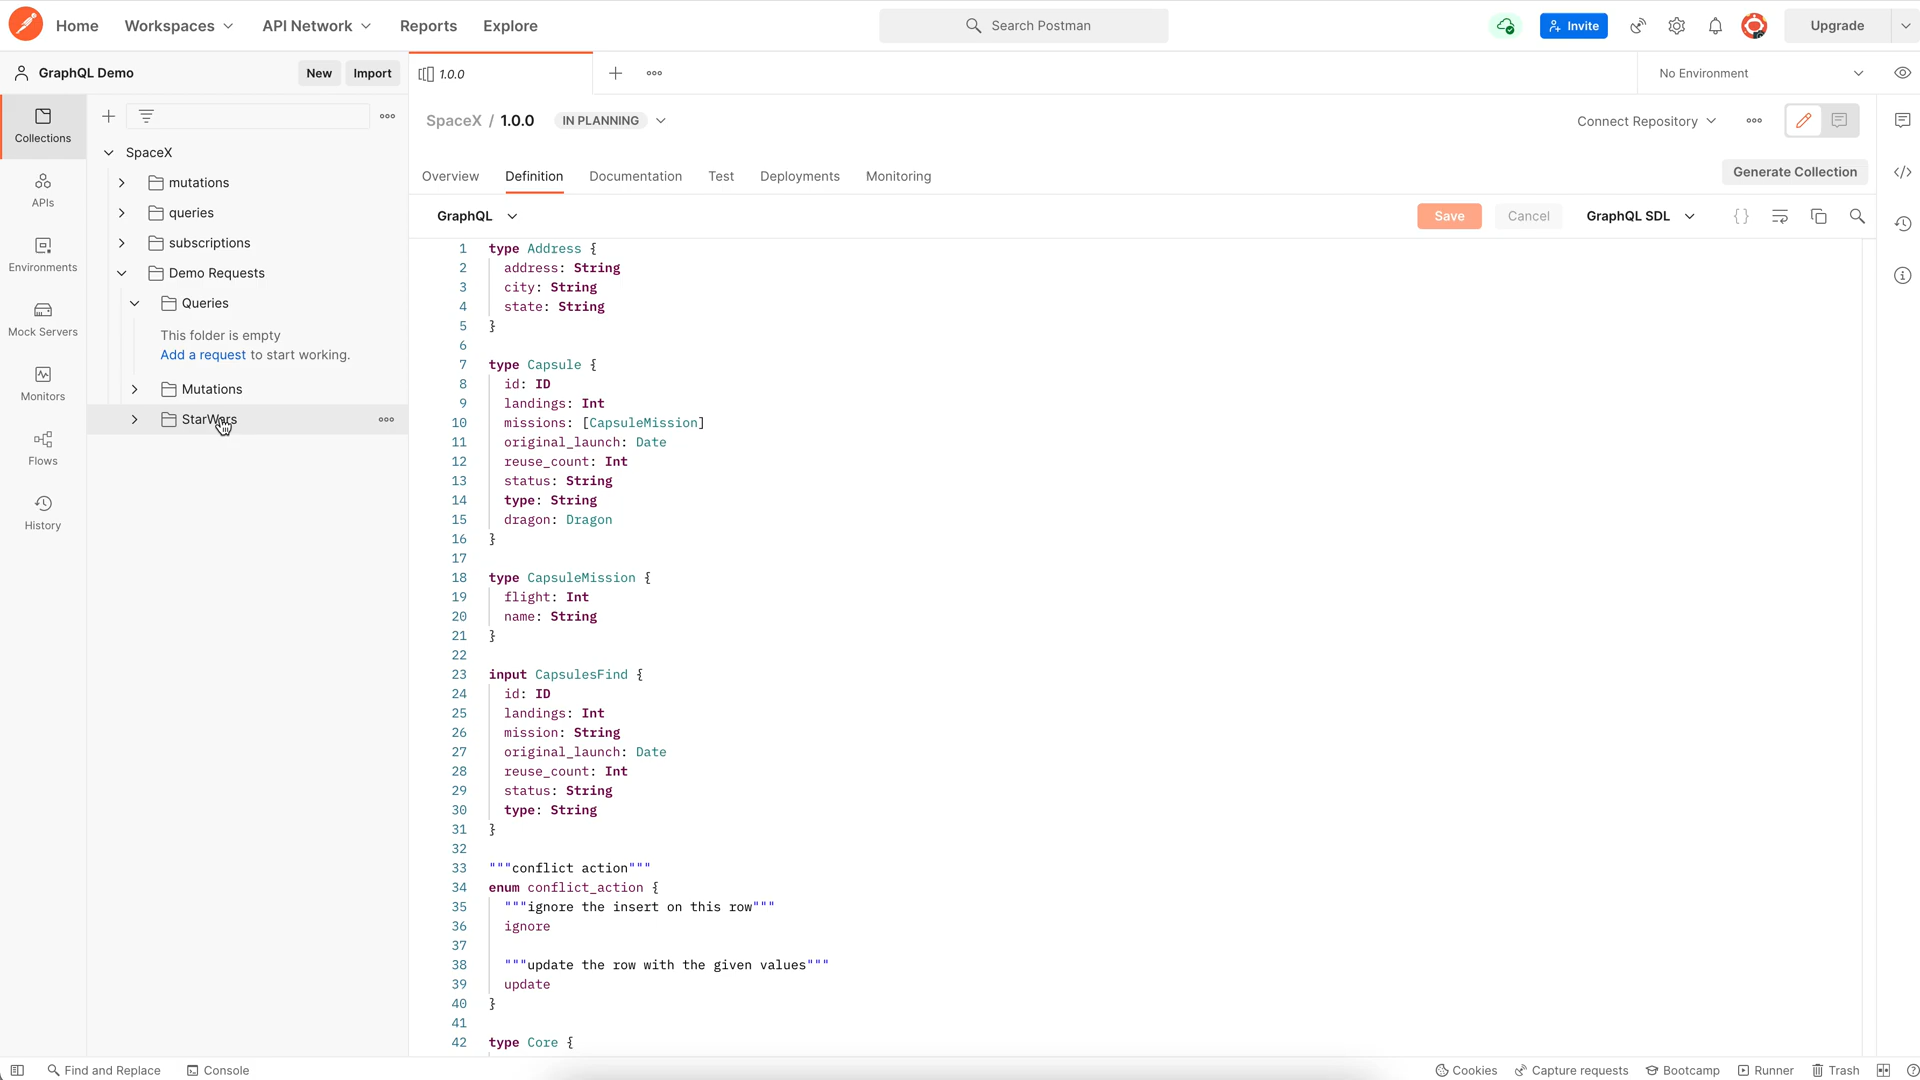 Home Workspaces API Network Reports Explore Search Postman Invite Upgrade
GraphQL Demo New Import 1.0.0 No Environment
SpaceX / 1.0.0 IN PLANNING Connect Repository
Overview Definition Documentation Test Deployments Monitoring Generate Collection
GraphQL Save Cancel GraphQL SDL { }
Collections
APIs
Environments
Mock Servers
Monitors
Flows
History
SpaceX
mutations
queries
subscriptions
Demo Requests
Queries
This folder is empty
Add a request to start working.
Mutations
StarWars
1 type Address {
2 address: String
3 city: String
4 state: String
5 }
6
7 type Capsule {
8 id: ID
9 landings: Int
10 missions: [CapsuleMission]
11 original_launch: Date
12 reuse_count: Int
13 status: String
14 type: String
15 dragon: Dragon
16 }
17
18 type CapsuleMission {
19 flight: Int
20 name: String
21 }
22
23 input CapsulesFind {
24 id: ID
25 landings: Int
26 mission: String
27 original_launch: Date
28 reuse_count: Int
29 status: String
30 type: String
31 }
32
33 """conflict action"""
34 enum conflict_action {
35 """ignore the insert on this row"""
36 ignore
37
38 """update the row with the given values"""
39 update
40 }
41
42 type Core {
Find and Replace Console Cookies Capture requests Bootcamp Runner Trash